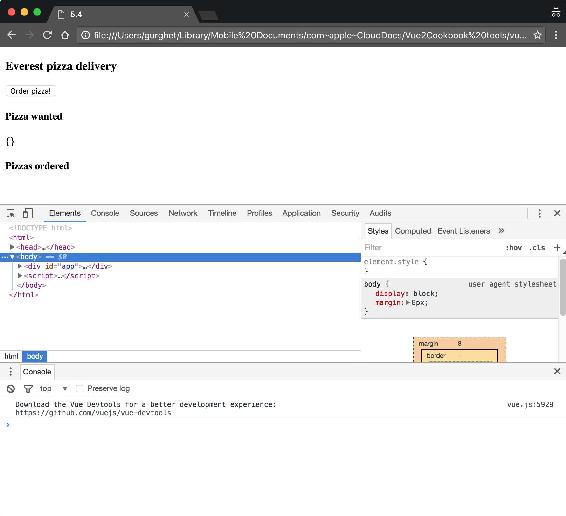 5.4
file:///Users/gurghet/Library/Mobile%20Documents/com~apple~CloudDocs/Vue2Cookbook%20tools/vu...
Everest pizza delivery
Order pizza!
Pizza wanted
{}
Pizzas ordered
Elements Console Sources Network Timeline Profiles Application Security Audits
<!DOCTYPE html>
<html>
<head>…</head>
<body> == $0
<div id="app">…</div>
<script>…</script>
</body>
</html>
html body
Styles Computed Event Listeners »
Filter :hov .cls +
element.style {
}
body { user agent stylesheet
display: block;
margin: 8px;
}
margin 8
border
Console
top Preserve log
Download the Vue Devtools for a better development experience: vue.js:5928
https://github.com/vuejs/vue-devtools